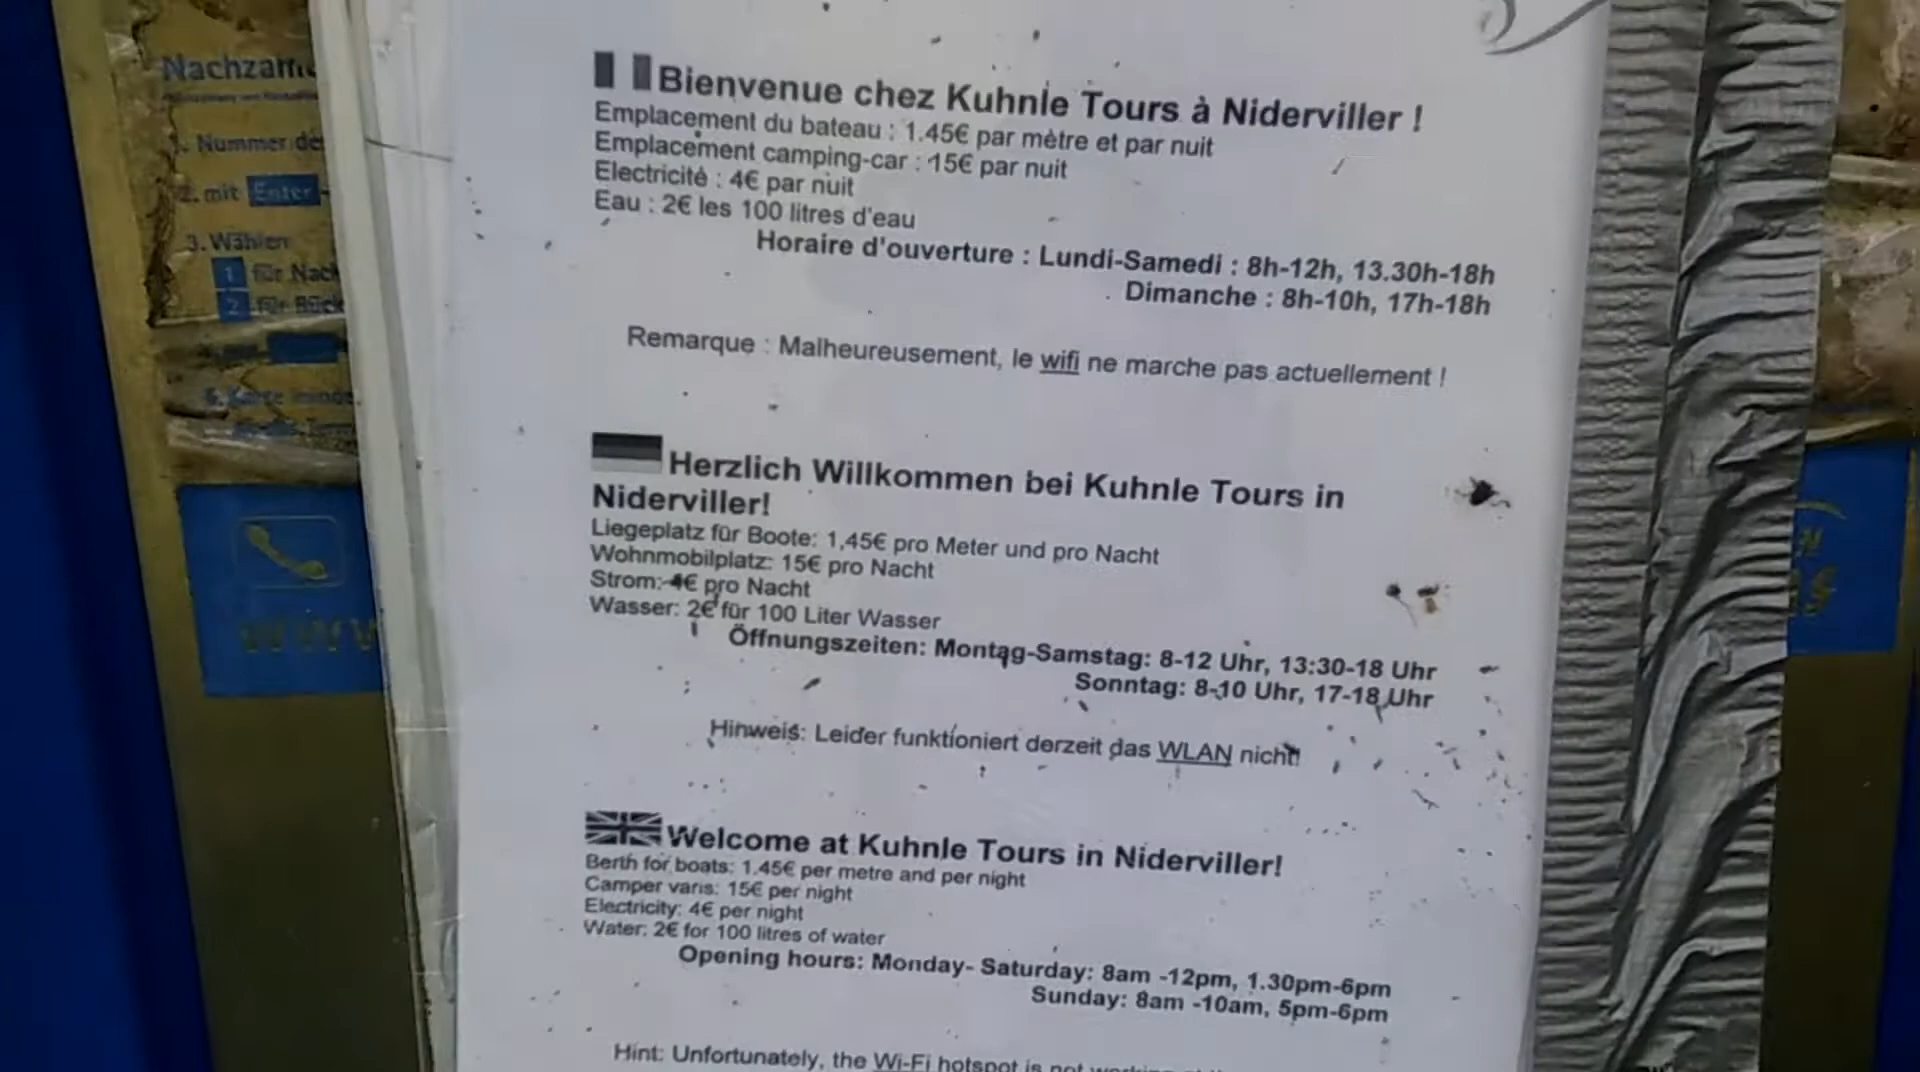 Bienvenue chez Kuhnle Tours à Niderviller !
Emplacement du bateau : 1.45€ par mètre et par nuit
Emplacement camping-car : 15€ par nuit
Electricité : 4€ par nuit
Eau : 2€ les 100 litres d'eau
Horaire d'ouverture : Lundi-Samedi : 8h-12h, 13.30h-18h
Dimanche : 8h-10h, 17h-18h
Remarque : Malheureusement, le wifi ne marche pas actuellement !
Herzlich Willkommen bei Kuhnle Tours in
Niderviller!
Liegeplatz für Boote: 1,45€ pro Meter und pro Nacht
Wohnmobilplatz: 15€ pro Nacht
Strom: 4€ pro Nacht
Wasser: 2€ für 100 Liter Wasser
Öffnungszeiten: Montag-Samstag: 8-12 Uhr, 13:30-18 Uhr
Sonntag: 8-10 Uhr, 17-18 Uhr
Hinweis: Leider funktioniert derzeit das WLAN nicht!
Welcome at Kuhnle Tours in Niderviller!
Berth for boats: 1.45€ per metre and per night
Camper vans: 15€ per night
Electricity: 4€ per night
Water: 2€ for 100 litres of water
Opening hours: Monday- Saturday: 8am -12pm, 1.30pm-6pm
Sunday: 8am -10am, 5pm-6pm
Hint: Unfortunately, the Wi-Fi hotspot is not
1. Nummer
2. mit Enter
3. Wählen
1 für
2 für
www